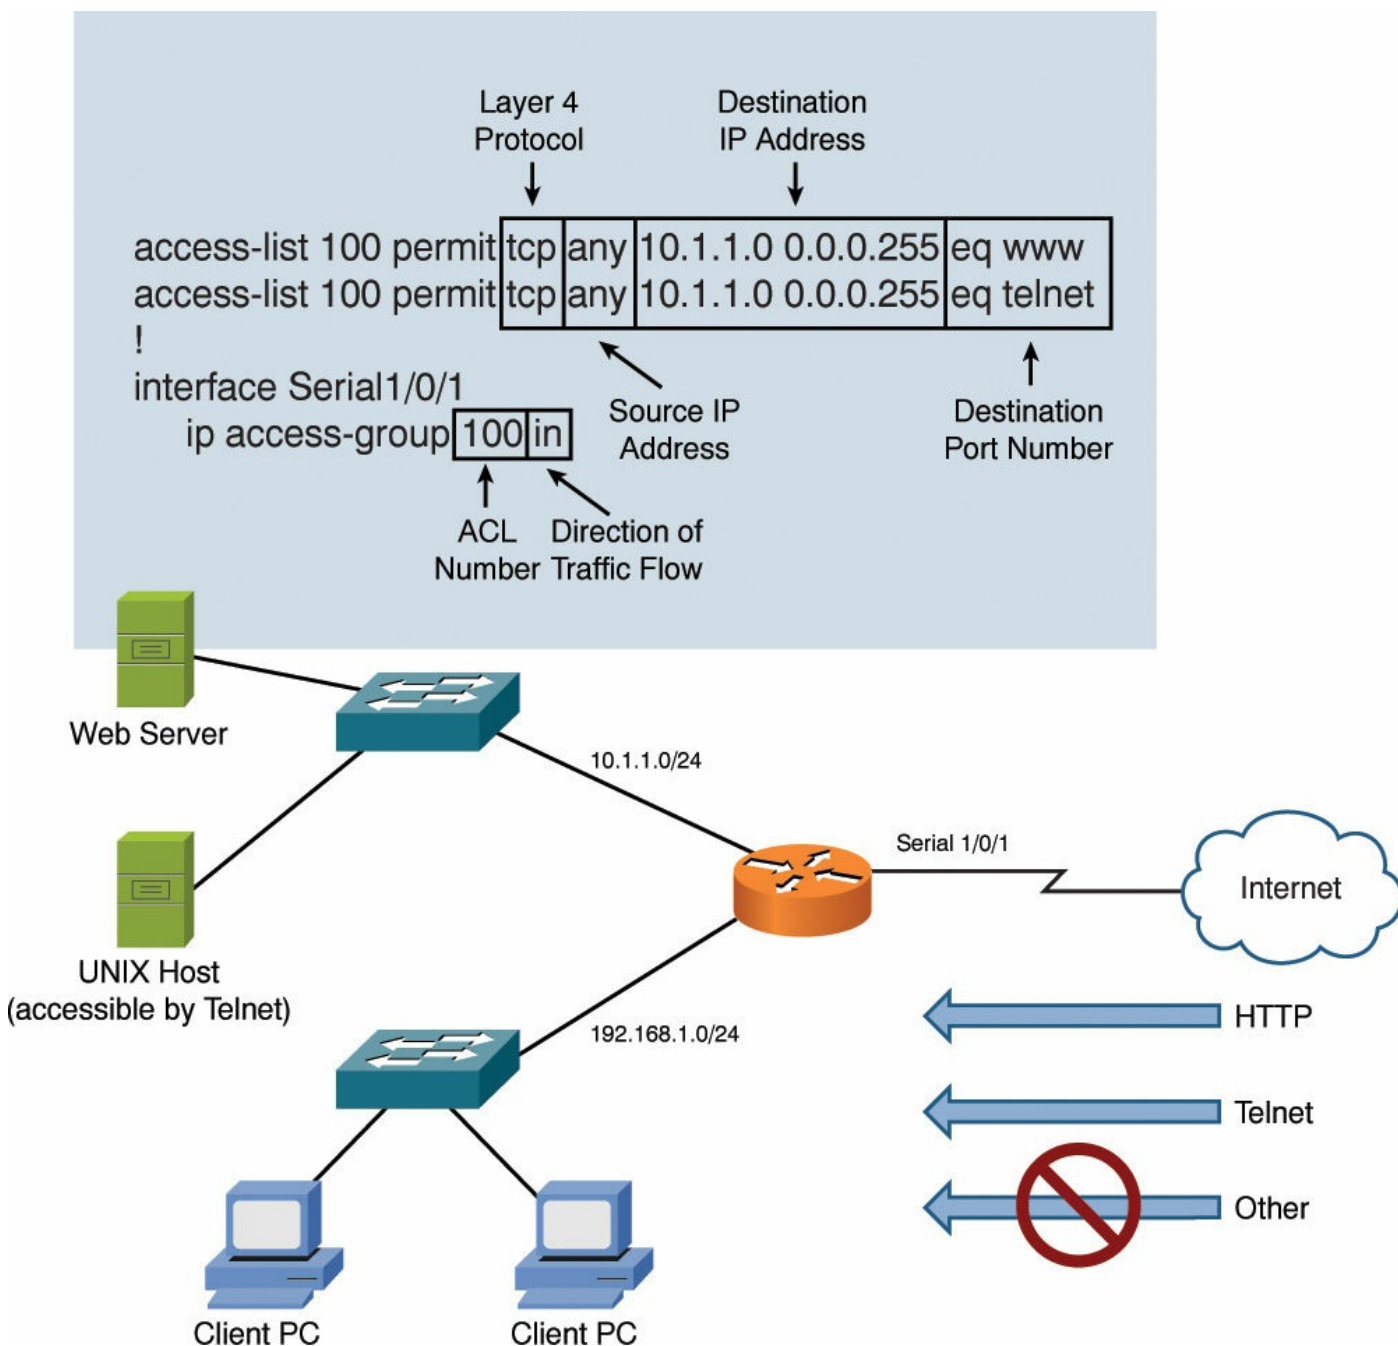 Layer 4
Protocol
Destination
IP Address
access-list 100 permit tcp any 10.1.1.0 0.0.0.255 eq www
access-list 100 permit tcp any 10.1.1.0 0.0.0.255 eq telnet
!
interface Serial1/0/1
ip access-group 100 in
Source IP
Address
Destination
Port Number
ACL
Number
Direction of
Traffic Flow
Web Server
10.1.1.0/24
Serial 1/0/1
Internet
UNIX Host
(accessible by Telnet)
192.168.1.0/24
HTTP
Telnet
Other
Client PC
Client PC